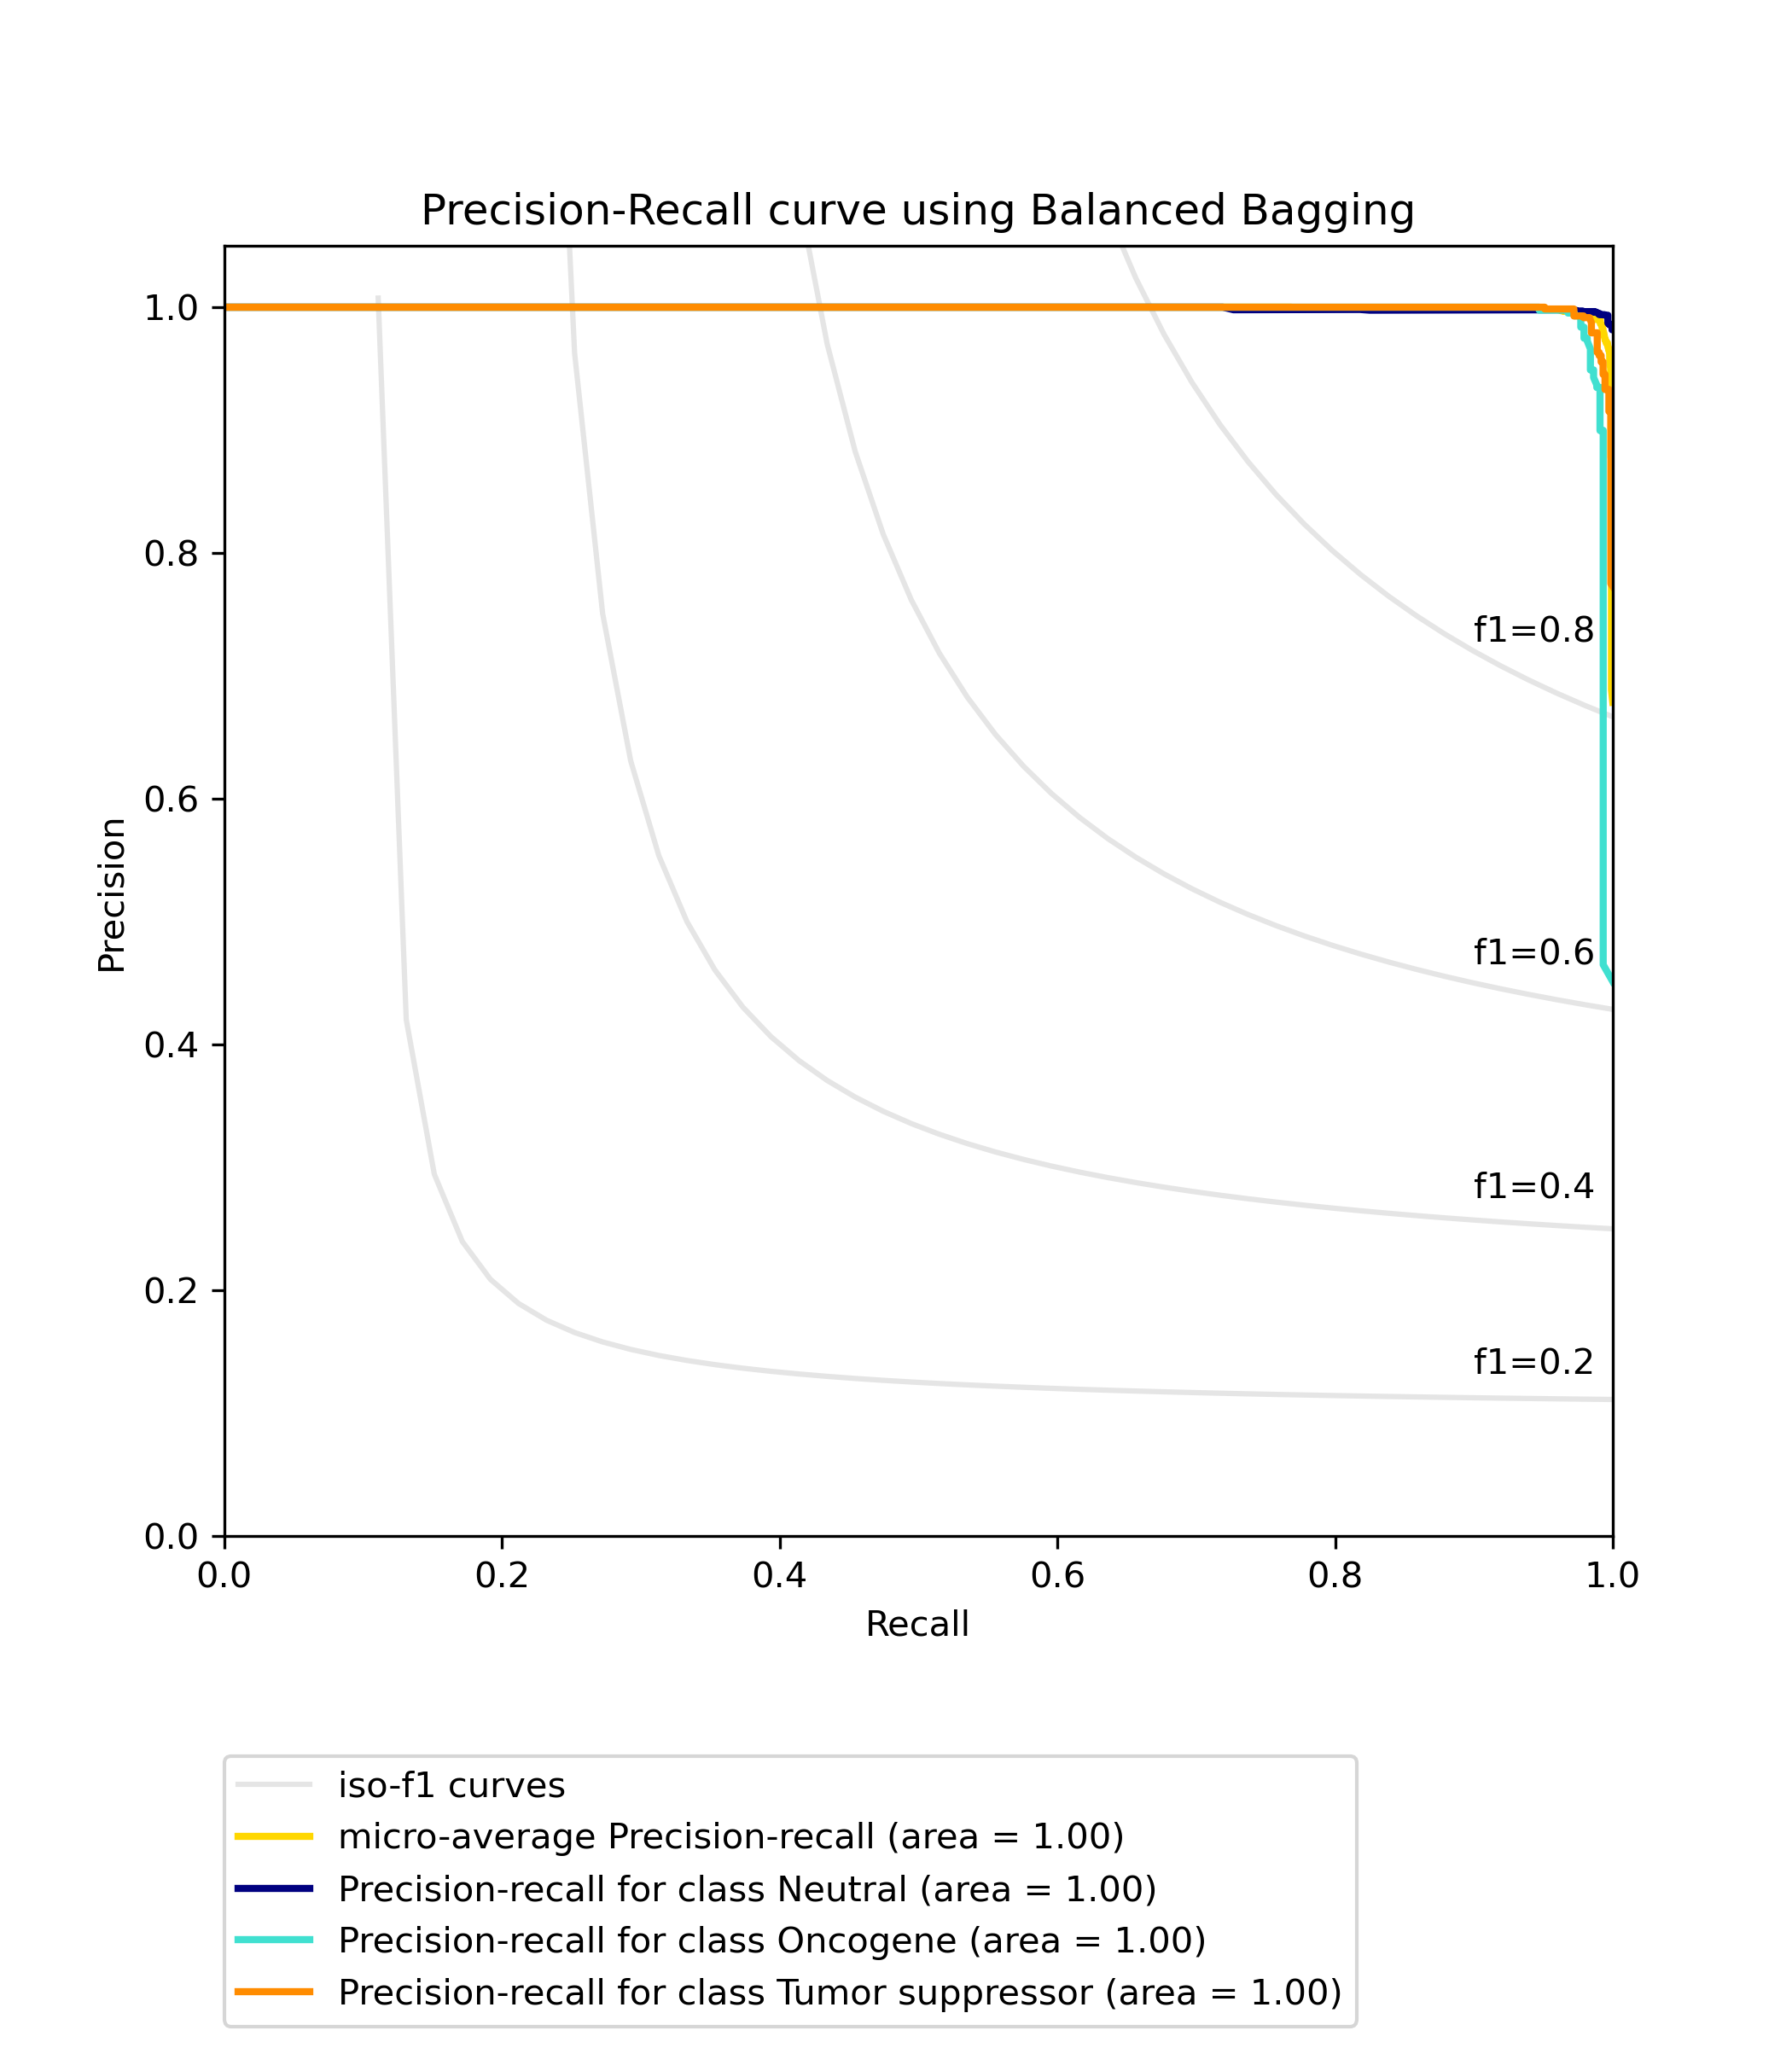 Precision-Recall curve using Balanced Bagging
1.0
0.8
0.6
0.4
0.2
0.0
Precision
f1=0.8
f1=0.6
f1=0.4
f1=0.2
0.0 0.2 0.4 0.6 0.8 1.0
Recall
iso-f1 curves
micro-average Precision-recall (area = 1.00)
Precision-recall for class Neutral (area = 1.00)
Precision-recall for class Oncogene (area = 1.00)
Precision-recall for class Tumor suppressor (area = 1.00)